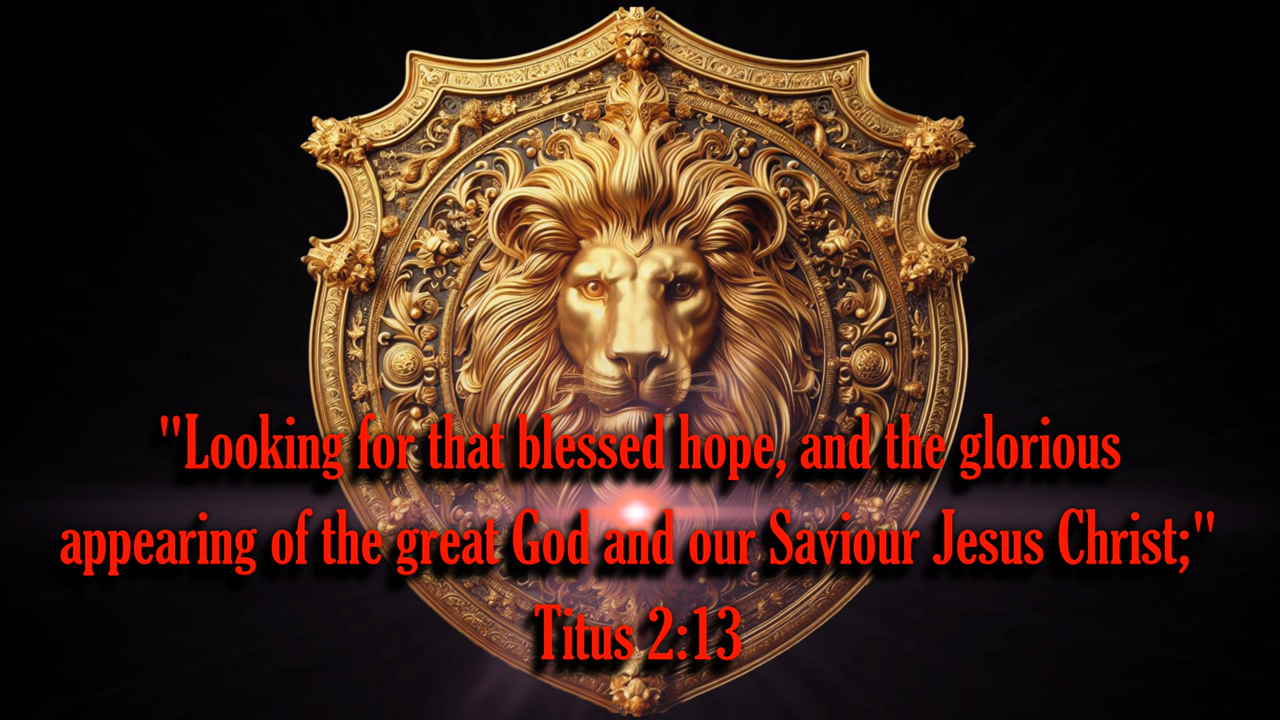 "Looking for that blessed hope, and the glorious
appearing of the great God and our Saviour Jesus Christ;"
Titus 2:13